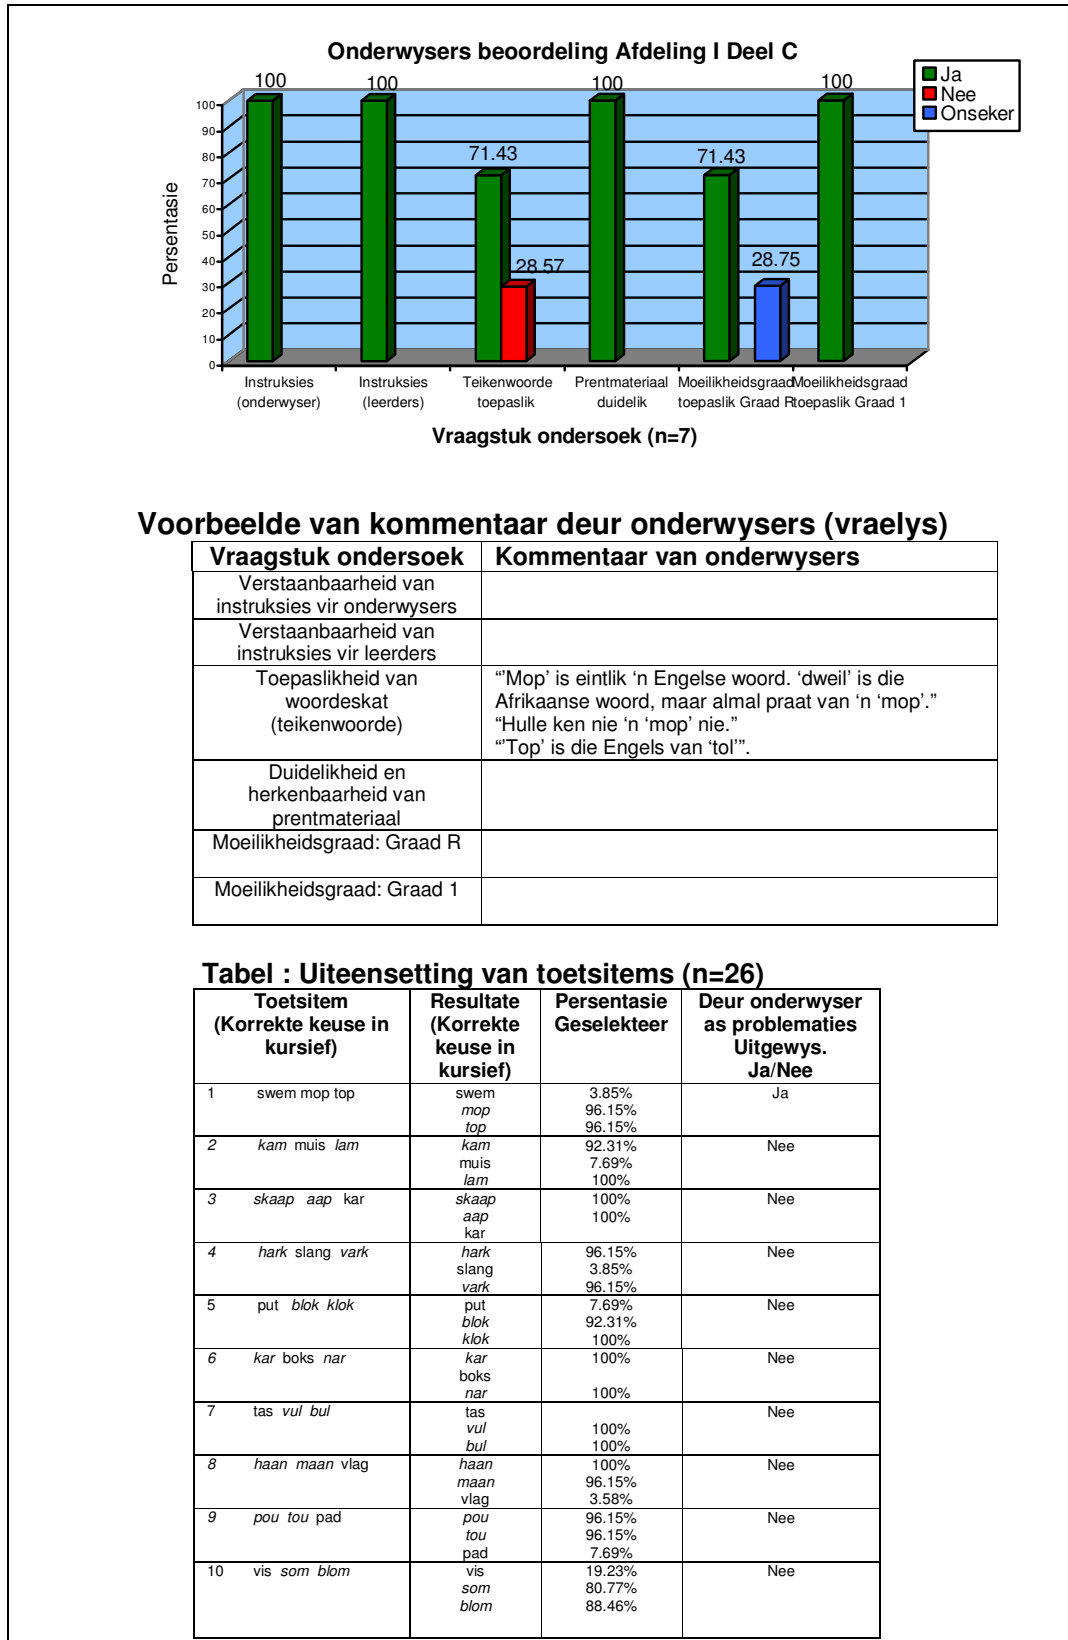 Onderwysers beoordeling Afdeling I Deel C
100 100 100 100
Ja
Nee
Onseker
71.43 71.43
28.57 28.75
Persentasie
100
90
80
70
60
50
40
30
20
10
0
Instruksies (onderwyser)
Instruksies (leerders)
Teikenwoorde toepaslik
Prentmateriaal duidelik
Moeilikheidsgraad toepaslik Graad R
Moeilikheidsgraad toepaslik Graad 1
Vraagstuk ondersoek (n=7)
Voorbeelde van kommentaar deur onderwysers (vraelys)
Vraagstuk ondersoek Kommentaar van onderwysers
Verstaanbaarheid van
instruksies vir onderwysers
Verstaanbaarheid van
instruksies vir leerders
Toepaslikheid van
woordeskat
(teikenwoorde)
“’Mop’ is eintlik ‘n Engelse woord. ‘dweil’ is die
Afrikaanse woord, maar almal praat van ‘n ‘mop’.”
“Hulle ken nie ‘n ‘mop’ nie.”
“’Top’ is die Engels van ‘tol’”.
Duidelikheid en
herkenbaarheid van
prentmateriaal
Moeilikheidsgraad: Graad R
Moeilikheidsgraad: Graad 1
Tabel : Uiteensetting van toetsitems (n=26)
Toetsitem
(Korrekte keuse in
kursief)
Resultate
(Korrekte
keuse in
kursief)
Persentasie
Geselekteer
Deur onderwyser
as problematies
Uitgewys.
Ja/Nee
1 swem mop top swem 3.85% Ja
mop 96.15%
top 96.15%
2 kam muis lam kam 92.31% Nee
muis 7.69%
lam 100%
3 skaap aap kar skaap 100% Nee
aap 100%
kar
4 hark slang vark hark 96.15% Nee
slang 3.85%
vark 96.15%
5 put blok klok put 7.69% Nee
blok 92.31%
klok 100%
6 kar boks nar kar 100% Nee
boks
nar 100%
7 tas vul bul tas Nee
vul 100%
bul 100%
8 haan maan vlag haan 100% Nee
maan 96.15%
vlag 3.58%
9 pou tou pad pou 96.15% Nee
tou 96.15%
pad 7.69%
10 vis som blom vis 19.23% Nee
som 80.77%
blom 88.46%